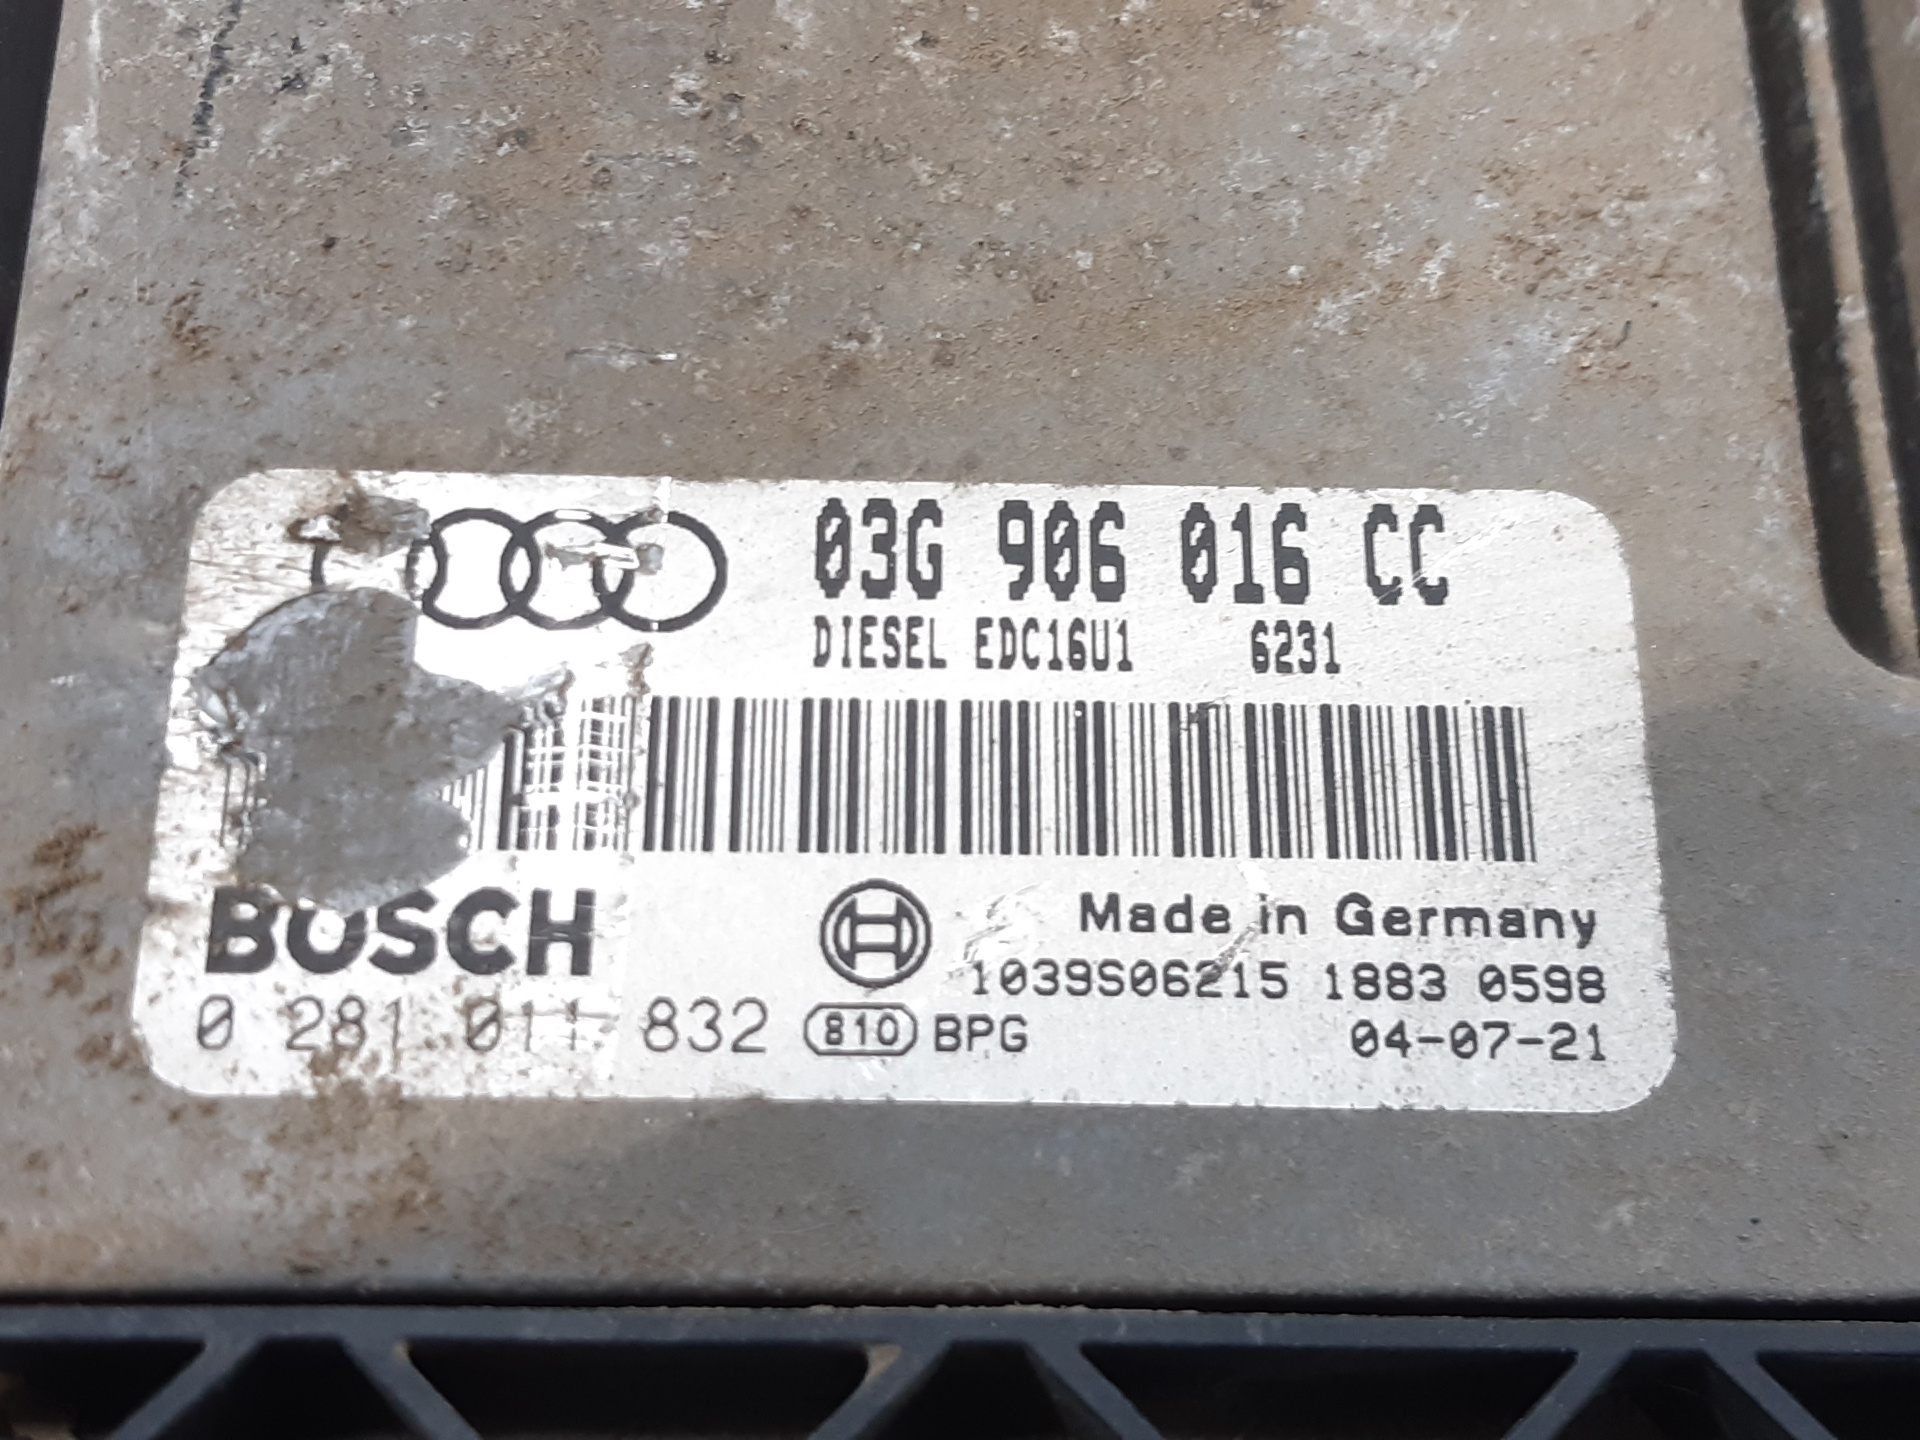 03G 906 016 CC
DIESEL EDC16U1 6231
BOSCH
Made in Germany
1039S06215 1883 0598
0 281 011 832 810 BPG
04-07-21